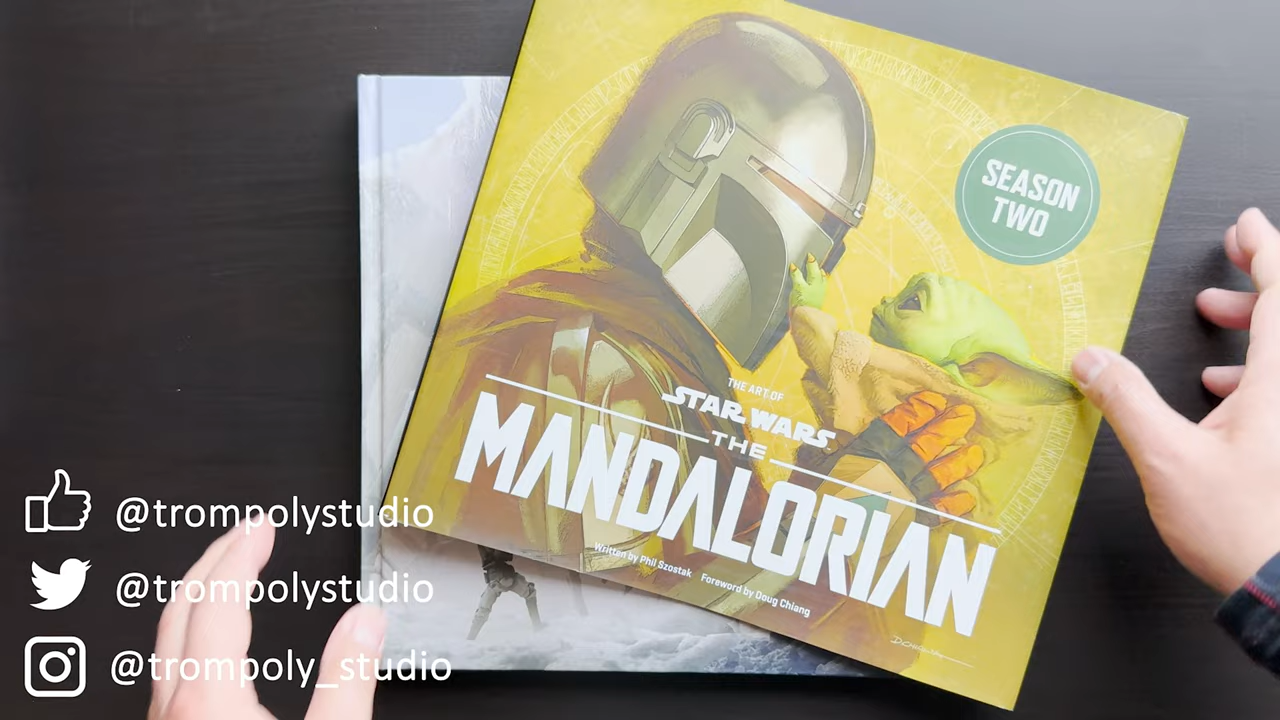 SEASON
TWO
THE ART OF
STAR WARS
THE
MANDALORIAN
Written by Phil Szostak Foreword by Doug Chiang
@trompolystudio
@trompolystudio
@trompoly_studio